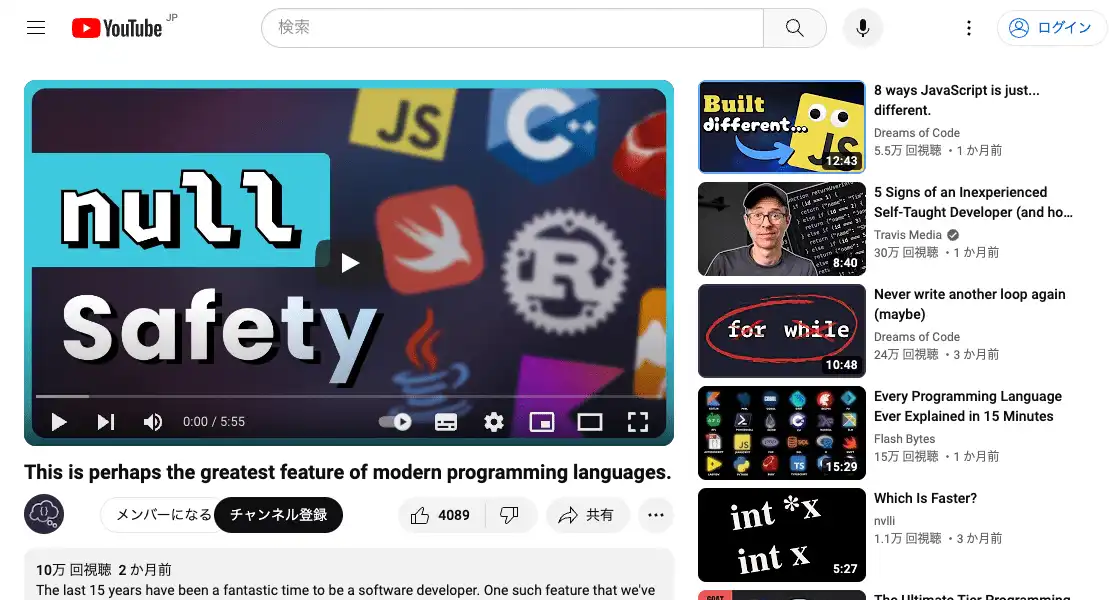 YouTube JP
検索
ログイン
null
Safety
JS
C++
R
0:00 / 5:55
This is perhaps the greatest feature of modern programming languages.
メンバーになる
チャンネル登録
4089
共有
10万 回視聴 2 か月前
The last 15 years have been a fantastic time to be a software developer. One such feature that we've
Built
different...
JS
12:43
8 ways JavaScript is just...
different.
Dreams of Code
5.5万 回視聴 ・1 か月前
8:40
5 Signs of an Inexperienced
Self-Taught Developer (and ho...
Travis Media
30万 回視聴 ・1 か月前
for while
10:48
Never write another loop again
(maybe)
Dreams of Code
24万 回視聴 ・3 か月前
15:29
Every Programming Language
Ever Explained in 15 Minutes
Flash Bytes
15万 回視聴 ・1 か月前
int *x
int x
5:27
Which Is Faster?
nvlli
1.1万 回視聴 ・3 か月前
GOAT
The Ultimate Tier Programming